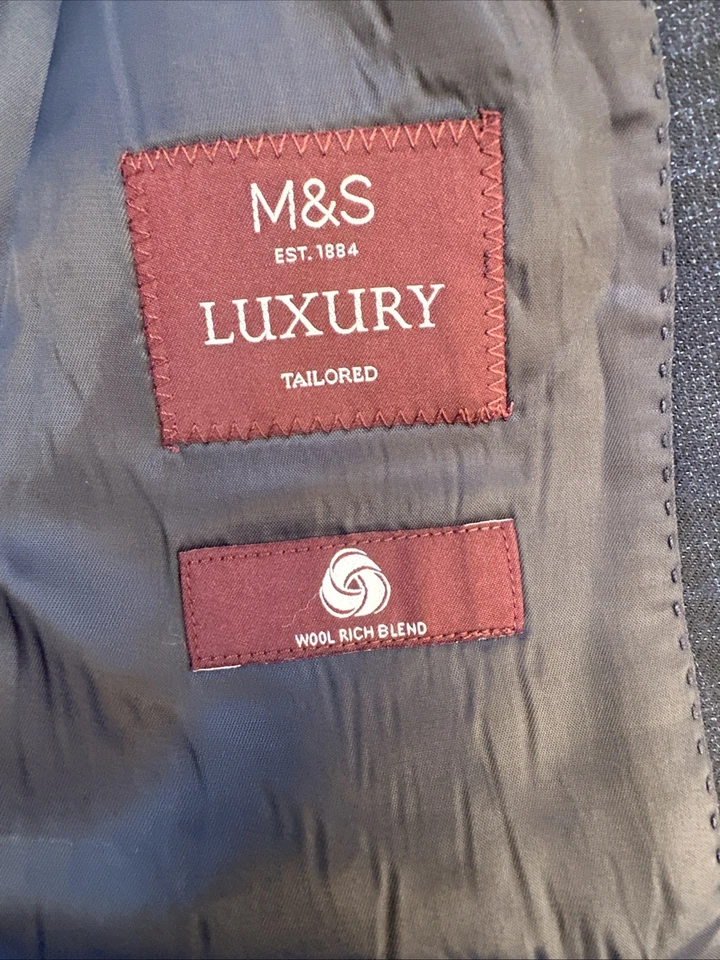 M&S
EST. 1884
LUXURY
TAILORED
WOOL RICH BLEND